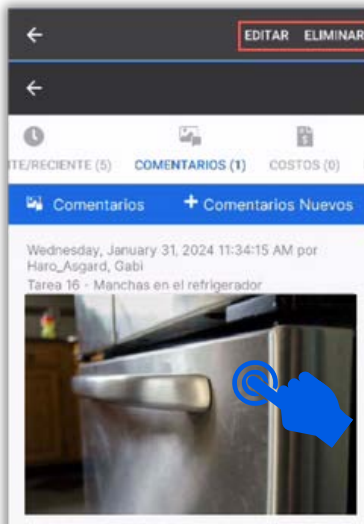 EDITAR ELIMINAR
TE/RECIENTE (5) COMENTARIOS (1) COSTOS (0)
Comentarios + Comentarios Nuevos
Wednesday, January 31, 2024 11:34:15 AM por
Haro_Asgard, Gabi
Tarea 16 - Manchas en el refrigerador